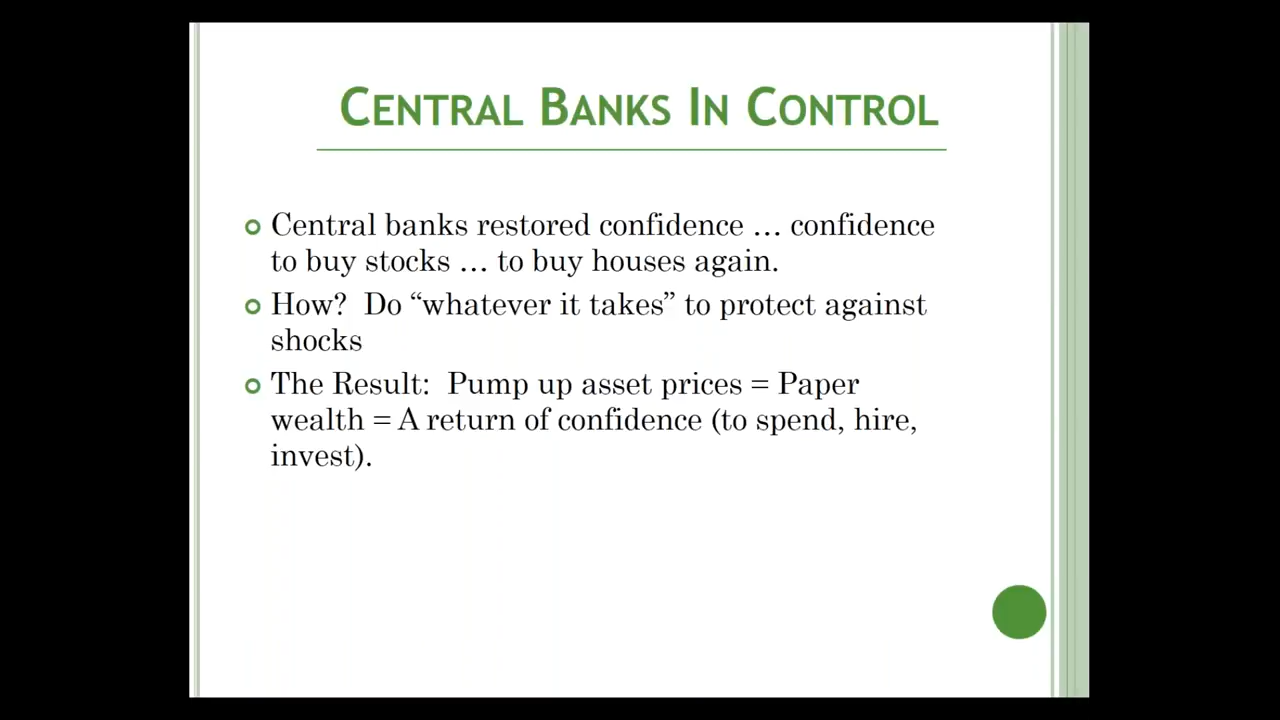 CENTRAL BANKS IN CONTROL
Central banks restored confidence … confidence
to buy stocks … to buy houses again.
How?  Do “whatever it takes” to protect against
shocks
The Result:  Pump up asset prices = Paper
wealth = A return of confidence (to spend, hire,
invest).